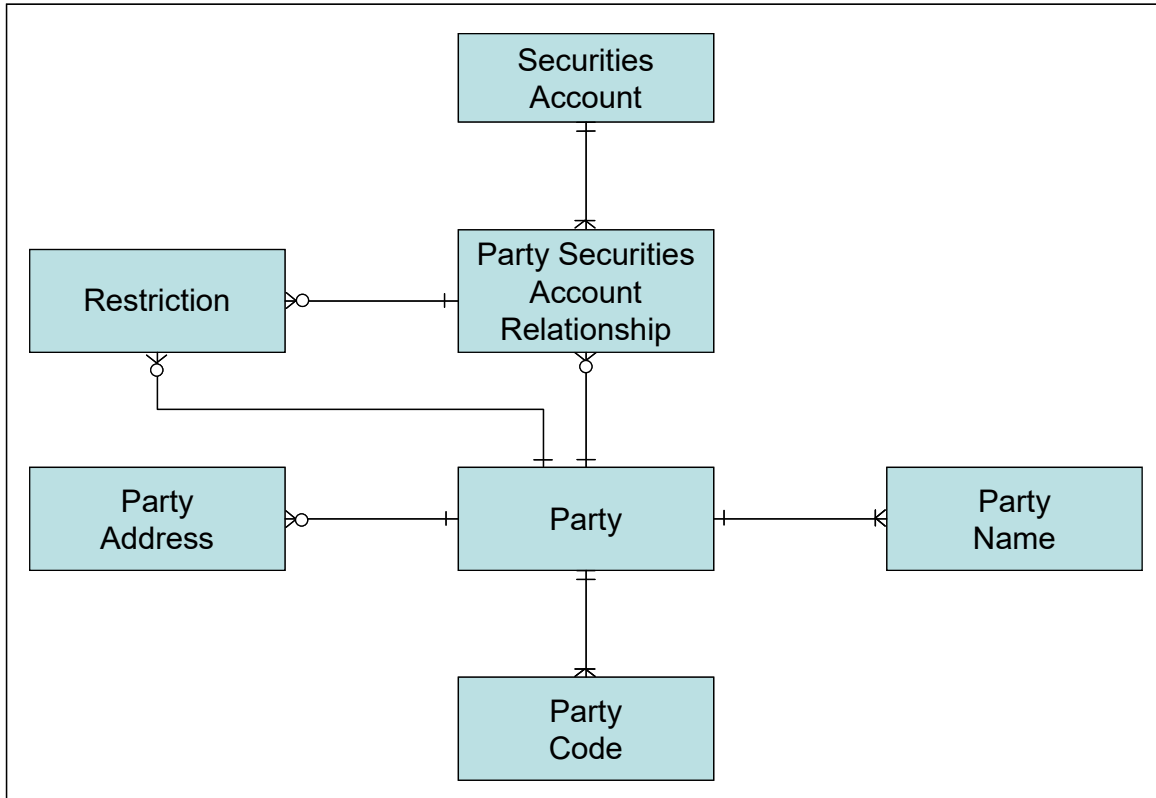 Securities
Account
Restriction
Party Securities
Account
Relationship
Party
Address
Party
Party
Name
Party
Code